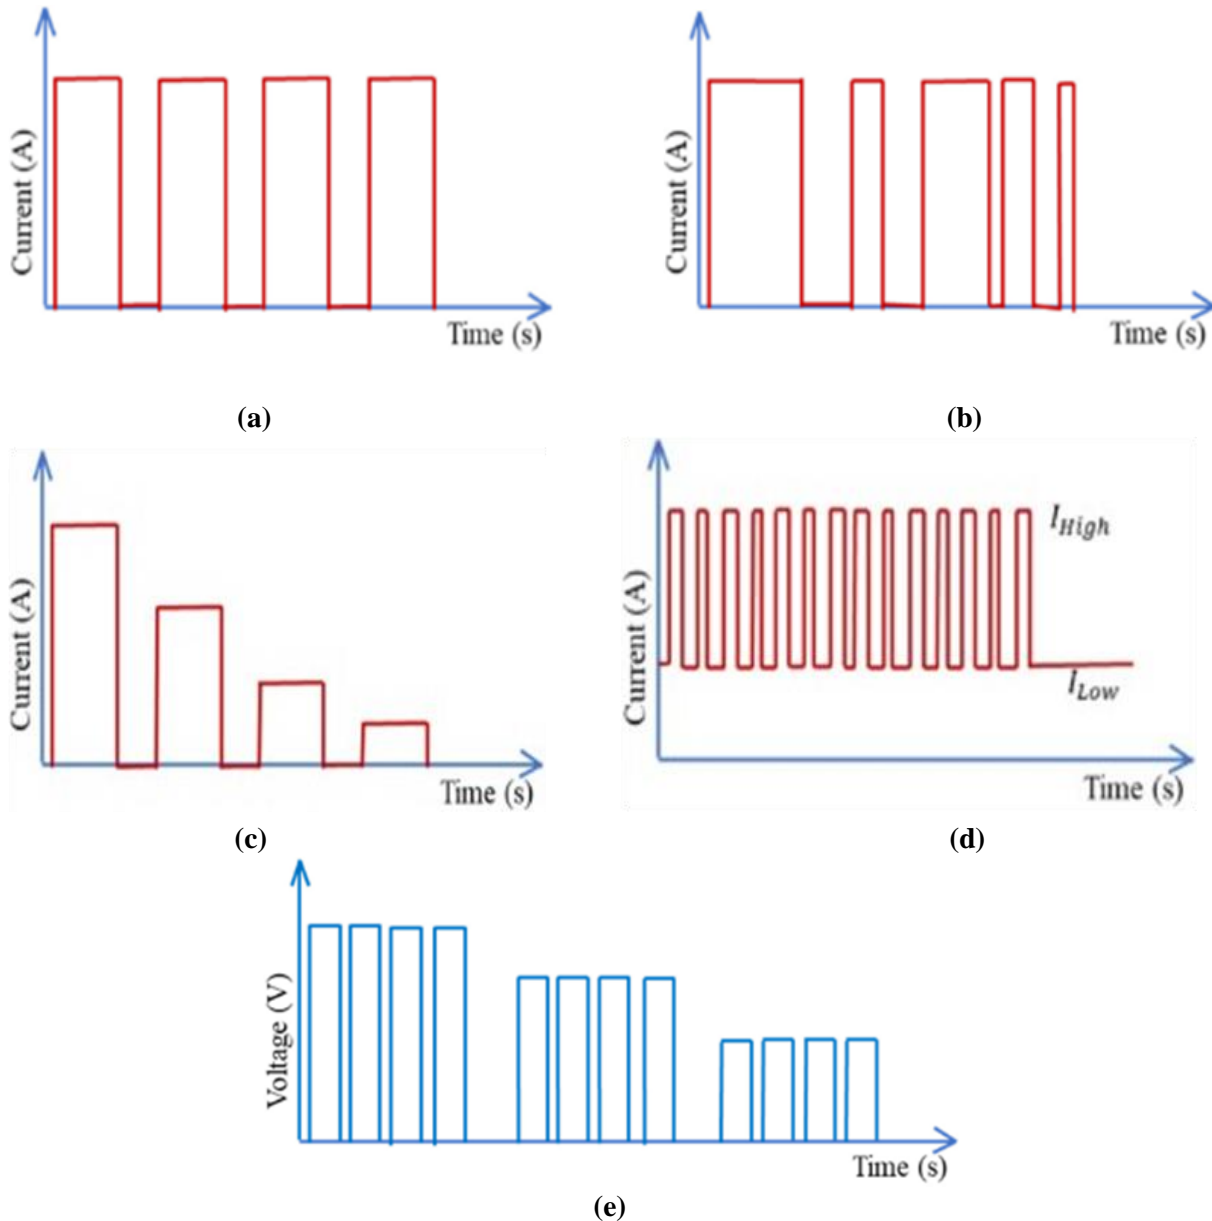 Current (A)
Time (s)
(a)
Current (A)
Time (s)
(b)
Current (A)
Time (s)
(c)
Current (A)
I_High
I_Low
Time (s)
(d)
Voltage (V)
Time (s)
(e)